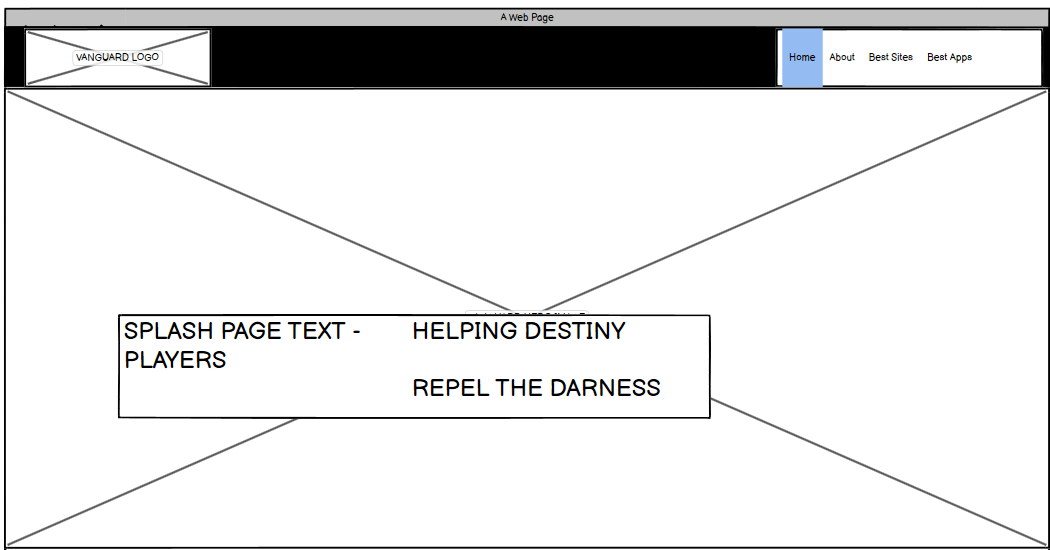 A Web Page
VANGUARD LOGO
Home About Best Sites Best Apps
SPLASH PAGE TEXT -
PLAYERS
HELPING DESTINY
REPEL THE DARNESS